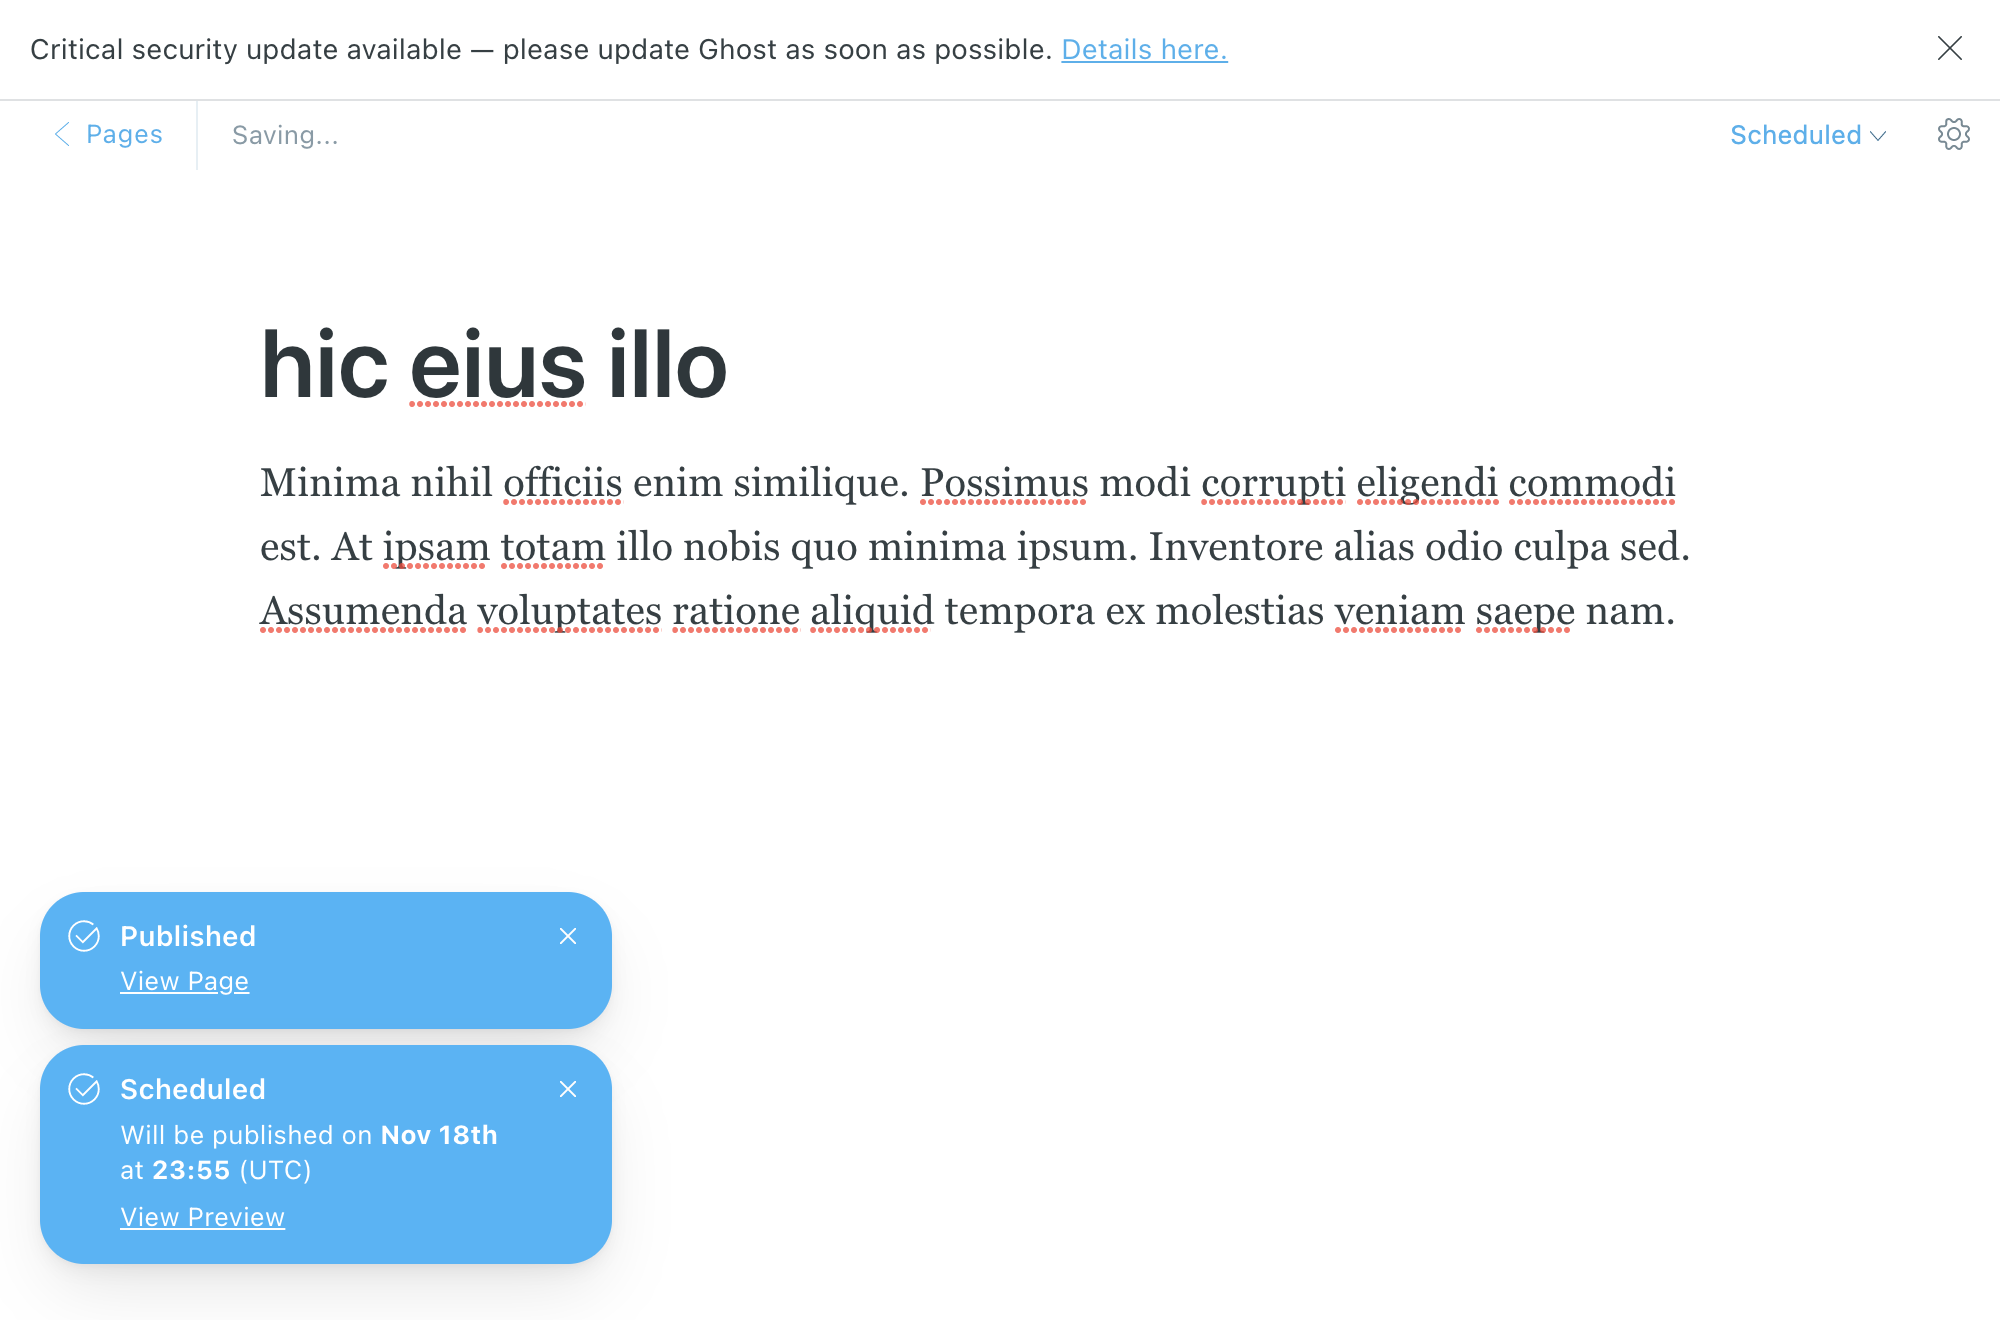 Critical security update available — please update Ghost as soon as possible. Details here.
Pages
Saving...
Scheduled
hic eius illo
Minima nihil officiis enim similique. Possimus modi corrupti eligendi commodi
est. At ipsam totam illo nobis quo minima ipsum. Inventore alias odio culpa sed.
Assumenda voluptates ratione aliquid tempora ex molestias veniam saepe nam.
Published
View Page
Scheduled
Will be published on Nov 18th
at 23:55 (UTC)
View Preview